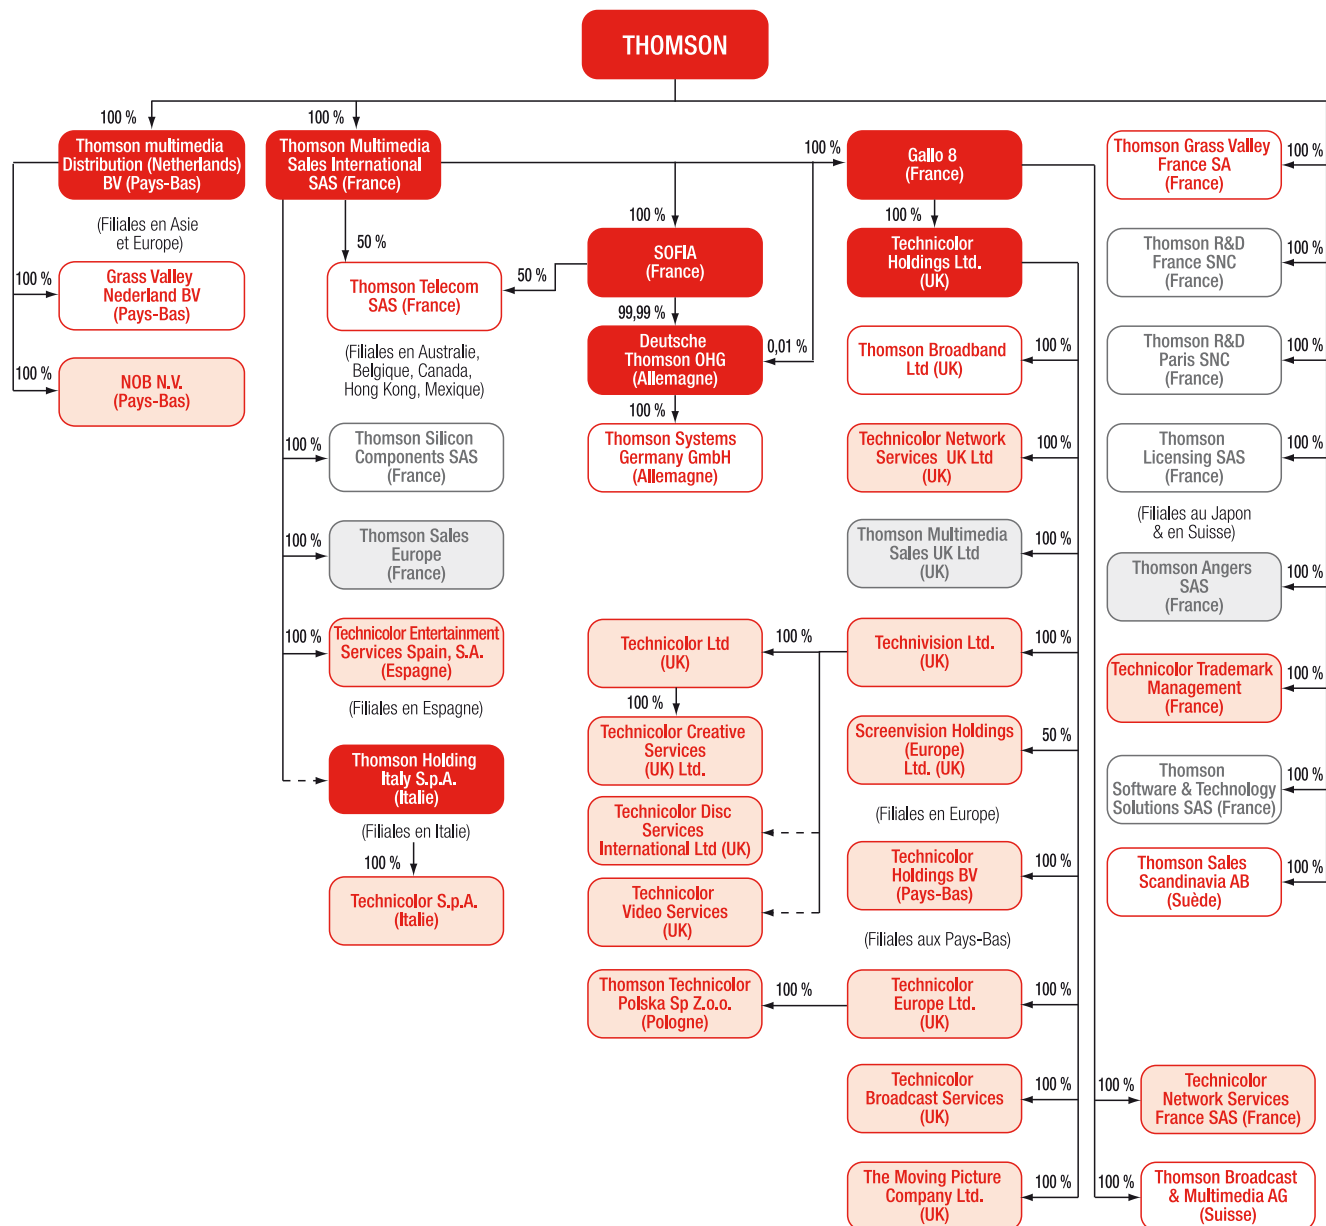 THOMSON
100 %
Thomson multimedia
Distribution (Netherlands)
BV (Pays-Bas)
(Filiales en Asie
et Europe)
100 %
Grass Valley
Nederland BV
(Pays-Bas)
100 %
NOB N.V.
(Pays-Bas)
100 %
Thomson Multimedia
Sales International
SAS (France)
50 %
Thomson Telecom
SAS (France)
(Filiales en Australie,
Belgique, Canada,
Hong Kong, Mexique)
100 %
Thomson Silicon
Components SAS
(France)
100 %
Thomson Sales
Europe
(France)
100 %
Technicolor Entertainment
Services Spain, S.A.
(Espagne)
(Filiales en Espagne)
Thomson Holding
Italy S.p.A.
(Italie)
(Filiales en Italie)
100 %
Technicolor S.p.A.
(Italie)
100 %
SOFIA
(France)
50 %
99,99 %
Deutsche
Thomson OHG
(Allemagne)
0,01 %
100 %
Thomson Systems
Germany GmbH
(Allemagne)
100 %
Technicolor Ltd
(UK)
100 %
Technicolor Creative
Services
(UK) Ltd.
Technicolor Disc
Services
International Ltd (UK)
Technicolor
Video Services
(UK)
Thomson Technicolor
Polska Sp Z.o.o.
(Pologne)
100 %
100 %
Gallo 8
(France)
100 %
Technicolor
Holdings Ltd.
(UK)
Thomson Broadband
Ltd (UK)
100 %
Technicolor Network
Services UK Ltd
(UK)
100 %
Thomson Multimedia
Sales UK Ltd
(UK)
100 %
Technivision Ltd.
(UK)
100 %
Screenvision Holdings
(Europe)
Ltd. (UK)
50 %
(Filiales en Europe)
Technicolor
Holdings BV
(Pays-Bas)
100 %
(Filiales aux Pays-Bas)
Technicolor
Europe Ltd.
(UK)
100 %
Technicolor
Broadcast Services
(UK)
100 %
The Moving Picture
Company Ltd.
(UK)
100 %
Thomson Grass Valley
France SA
(France)
100 %
Thomson R&D
France SNC
(France)
100 %
Thomson R&D
Paris SNC
(France)
100 %
Thomson
Licensing SAS
(France)
100 %
(Filiales au Japon
& en Suisse)
Thomson Angers
SAS
(France)
100 %
Technicolor Trademark
Management
(France)
100 %
Thomson
Software & Technology
Solutions SAS (France)
100 %
Thomson Sales
Scandinavia AB
(Suède)
100 %
100 %
Technicolor
Network Services
France SAS (France)
100 %
Thomson Broadcast
& Multimedia AG
(Suisse)